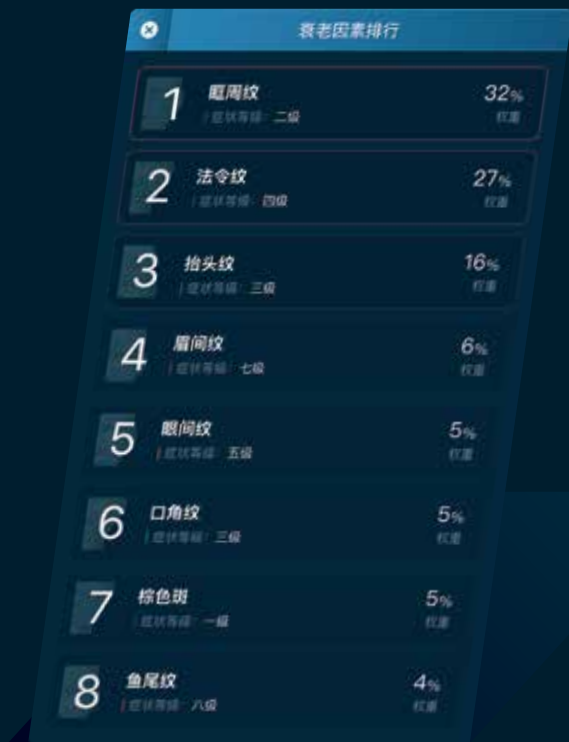 衰老因素排行
1
眶周纹
32%
症状等级: 二级
权重
2
法令纹
27%
症状等级: 四级
权重
3
抬头纹
16%
症状等级: 三级
权重
4
眉间纹
6%
症状等级: 七级
权重
5
眼间纹
5%
症状等级: 五级
权重
6
口角纹
5%
症状等级: 三级
权重
7
棕色斑
5%
症状等级: 一级
权重
8
鱼尾纹
4%
症状等级: 八级
权重